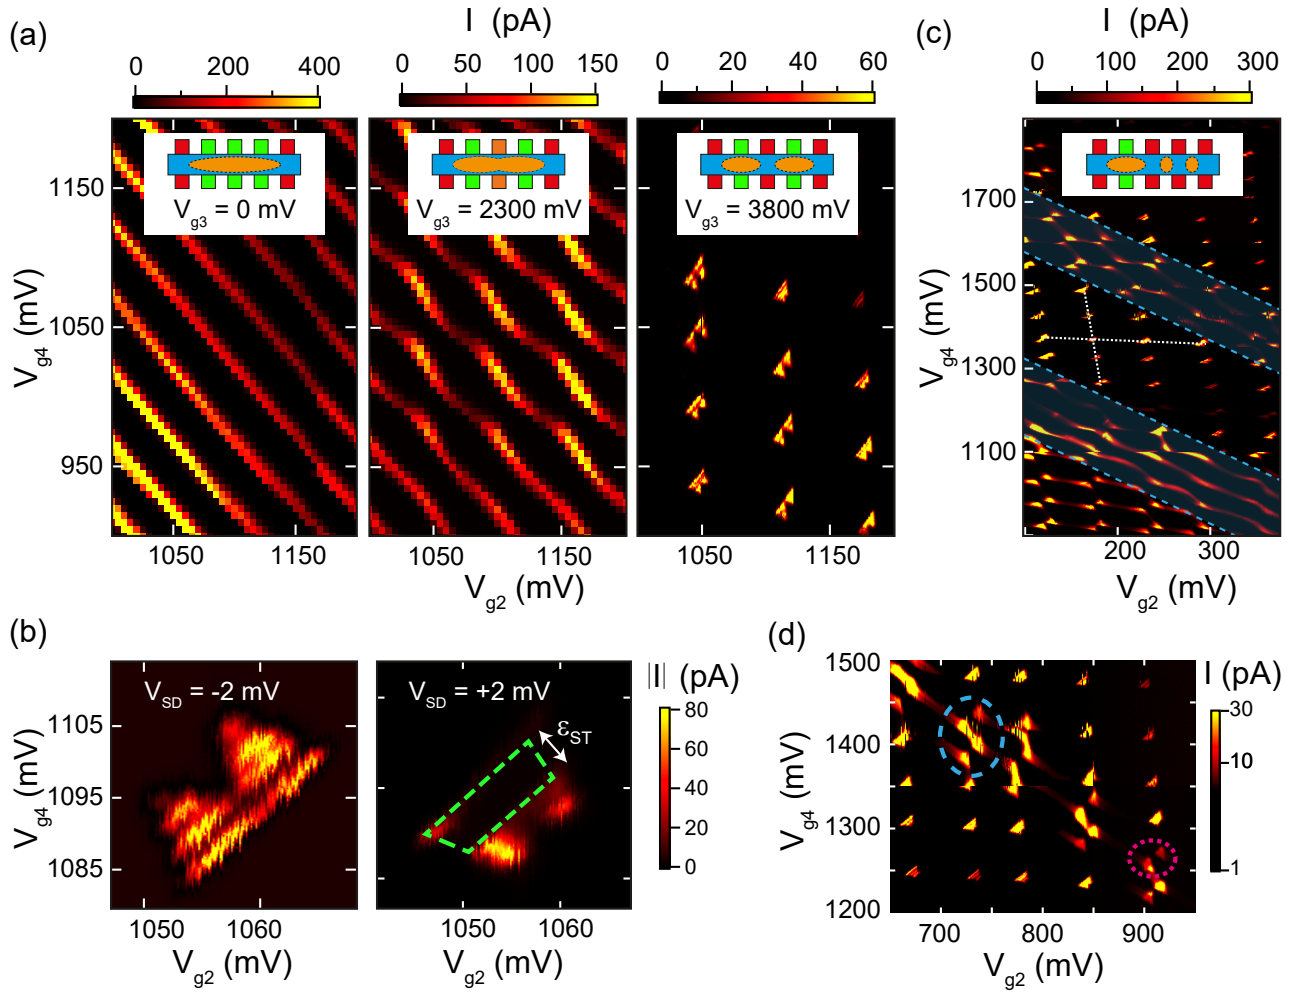 (a)
I (pA)
0 200 400
0 50 100 150
0 20 40 60
V_g3 = 0 mV
V_g3 = 2300 mV
V_g3 = 3800 mV
V_g4 (mV)
1150
1050
950
1050 1150
1050 1150
1050 1150
V_g2 (mV)
(c)
I (pA)
0 100 200 300
V_g4 (mV)
1700
1500
1300
1100
200 300
V_g2 (mV)
(b)
V_SD = -2 mV
V_g4 (mV)
1105
1095
1085
1050 1060
V_g2 (mV)
V_SD = +2 mV
ε_ST
1050 1060
V_g2 (mV)
|I| (pA)
80
60
40
20
0
(d)
V_g4 (mV)
1500
1400
1300
1200
700 800 900
V_g2 (mV)
I (pA)
30
10
1